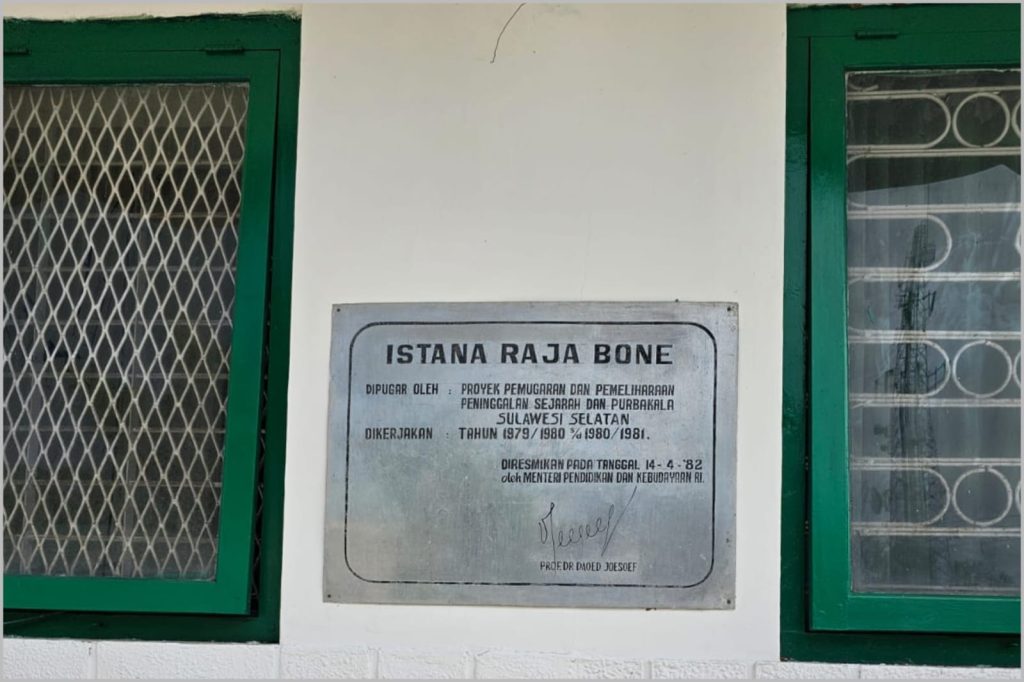 ISTANA RAJA BONE
DIPUGAR OLEH : PROYEK PEMUGARAN DAN PEMELIHARAAN
PENINGGALAN SEJARAH DAN PURBAKALA
SULAWESI SELATAN
DIKERJAKAN : TAHUN 1979/1980 S/d 1980/1981.
DIRESMIKAN PADA TANGGAL 14-4-'82
oleh MENTERI PENDIDIKAN DAN KEBUDAYAAN RI.
PROF. DR DAOED JOESOEF